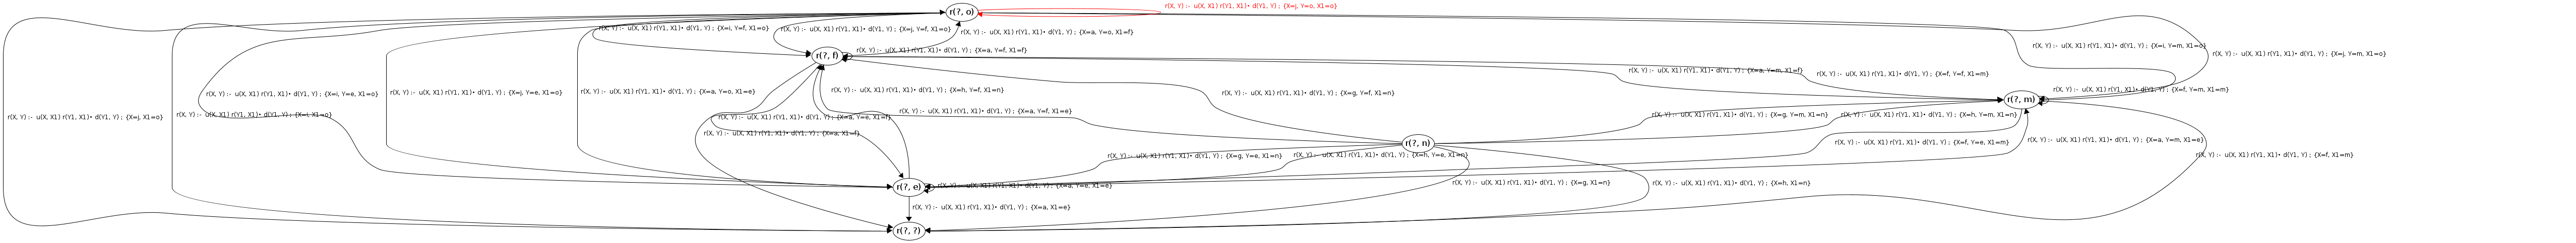 r(X, Y) :- u(X, X1) r(Y1, X1)• d(Y1, Y) ; {X=j, Y=o, X1=o}
r(?, o)
r(X, Y) :- u(X, X1) r(Y1, X1)• d(Y1, Y) ; {X=i, Y=f, X1=o}
r(X, Y) :- u(X, X1) r(Y1, X1)• d(Y1, Y) ; {X=j, Y=f, X1=o}
r(X, Y) :- u(X, X1) r(Y1, X1)• d(Y1, Y) ; {X=a, Y=o, X1=f}
r(X, Y) :- u(X, X1) r(Y1, X1)• d(Y1, Y) ; {X=i, Y=m, X1=o}
r(?, f)
r(X, Y) :- u(X, X1) r(Y1, X1)• d(Y1, Y) ; {X=a, Y=f, X1=f}
r(X, Y) :- u(X, X1) r(Y1, X1)• d(Y1, Y) ; {X=j, Y=m, X1=o}
r(X, Y) :- u(X, X1) r(Y1, X1)• d(Y1, Y) ; {X=a, Y=m, X1=f}
r(X, Y) :- u(X, X1) r(Y1, X1)• d(Y1, Y) ; {X=f, Y=f, X1=m}
r(X, Y) :- u(X, X1) r(Y1, X1)• d(Y1, Y) ; {X=i, Y=e, X1=o}
r(X, Y) :- u(X, X1) r(Y1, X1)• d(Y1, Y) ; {X=j, Y=e, X1=o}
r(X, Y) :- u(X, X1) r(Y1, X1)• d(Y1, Y) ; {X=a, Y=o, X1=e}
r(X, Y) :- u(X, X1) r(Y1, X1)• d(Y1, Y) ; {X=h, Y=f, X1=n}
r(X, Y) :- u(X, X1) r(Y1, X1)• d(Y1, Y) ; {X=g, Y=f, X1=n}
r(X, Y) :- u(X, X1) r(Y1, X1)• d(Y1, Y) ; {X=f, Y=m, X1=m}
r(?, m)
r(X, Y) :- u(X, X1) r(Y1, X1)• d(Y1, Y) ; {X=j, X1=o}
r(X, Y) :- u(X, X1) r(Y1, X1)• d(Y1, Y) ; {X=i, X1=o}
r(X, Y) :- u(X, X1) r(Y1, X1)• d(Y1, Y) ; {X=a, Y=e, X1=f}
r(X, Y) :- u(X, X1) r(Y1, X1)• d(Y1, Y) ; {X=a, Y=f, X1=e}
r(X, Y) :- u(X, X1) r(Y1, X1)• d(Y1, Y) ; {X=g, Y=m, X1=n}
r(X, Y) :- u(X, X1) r(Y1, X1)• d(Y1, Y) ; {X=h, Y=m, X1=n}
r(X, Y) :- u(X, X1) r(Y1, X1)• d(Y1, Y) ; {X=a, X1=f}
r(?, n)
r(X, Y) :- u(X, X1) r(Y1, X1)• d(Y1, Y) ; {X=f, Y=e, X1=m}
r(X, Y) :- u(X, X1) r(Y1, X1)• d(Y1, Y) ; {X=a, Y=m, X1=e}
r(X, Y) :- u(X, X1) r(Y1, X1)• d(Y1, Y) ; {X=g, Y=e, X1=n}
r(X, Y) :- u(X, X1) r(Y1, X1)• d(Y1, Y) ; {X=h, Y=e, X1=n}
r(X, Y) :- u(X, X1) r(Y1, X1)• d(Y1, Y) ; {X=f, X1=m}
r(?, e)
r(X, Y) :- u(X, X1) r(Y1, X1)• d(Y1, Y) ; {X=a, Y=e, X1=e}
r(X, Y) :- u(X, X1) r(Y1, X1)• d(Y1, Y) ; {X=g, X1=n}
r(X, Y) :- u(X, X1) r(Y1, X1)• d(Y1, Y) ; {X=h, X1=n}
r(X, Y) :- u(X, X1) r(Y1, X1)• d(Y1, Y) ; {X=a, X1=e}
r(?, ?)